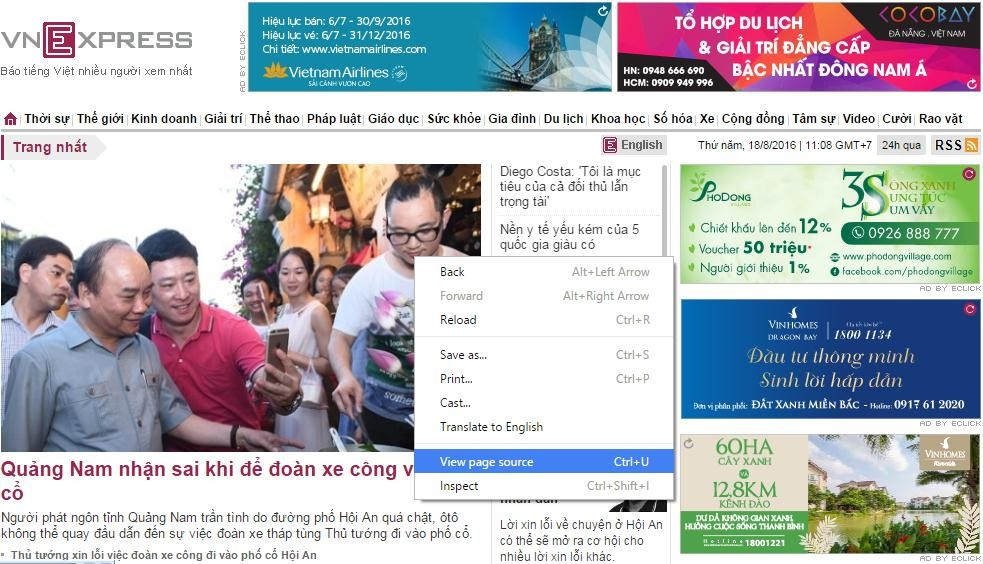 VNEXPRESS
Báo tiếng Việt nhiều người xem nhất
Hiệu lực bán: 6/7 - 30/9/2016
Hiệu lực vé: 6/7 - 31/12/2016
Chi tiết: www.vietnamairlines.com
Vietnam Airlines
SẢI CÁNH VƯƠN CAO
AD BY ECLICK
TỔ HỢP DU LỊCH
& GIẢI TRÍ ĐẲNG CẤP
BẬC NHẤT ĐÔNG NAM Á
HN: 0948 666 690
HCM: 0909 949 996
COCOBAY
ĐÀ NẴNG . VIỆT NAM
AD BY ECLICK
Thời sự Thế giới Kinh doanh Giải trí Thể thao Pháp luật Giáo dục Sức khỏe Gia đình Du lịch Khoa học Số hóa Xe Cộng đồng Tâm sự Video Cười Rao vặt
Trang nhất
E English
Thứ năm, 18/8/2016 | 11:08 GMT+7
24h qua
RSS
Diego Costa: 'Tôi là mục
tiêu của cả đối thủ lẫn
trọng tài'
Nền y tế yếu kém của 5
quốc gia giàu có
Back Alt+Left Arrow
Forward Alt+Right Arrow
Reload Ctrl+R
Save as... Ctrl+S
Print... Ctrl+P
Cast...
Translate to English
View page source Ctrl+U
Inspect Ctrl+Shift+I
Quảng Nam nhận sai khi để đoàn xe công v
cổ
Người phát ngôn tỉnh Quảng Nam trần tình do đường phố Hội An quá chật, ôtô
không thể quay đầu dẫn đến sự việc đoàn xe tháp tùng Thủ tướng đi vào phố cổ.
Thủ tướng xin lỗi việc đoàn xe công đi vào phố cổ Hội An
nhân dân
Lời xin lỗi về chuyện ở Hội An
có thể sẽ mở ra cơ hội cho
nhiều lời xin lỗi khác.
PHODONG
VILLAGE
3S
ỐNG XANH
UNG TÚC
UM VẦY
Chiết khấu lên đến 12%
Voucher 50 triệu*
Người giới thiệu 1%
0926 888 777
www.phodongvillage.com
facebook.com/phodongvillage
AD BY ECLICK
VINHOMES
DRAGON BAY
1800 1134
Đầu tư thông minh
Sinh lời hấp dẫn
Đơn vị phân phối: ĐẤT XANH MIỀN BẮC - Hotline: 0917 61 2020
AD BY ECLICK
60HA
CÂY XANH
VÀ
12,8KM
KÊNH ĐÀO
DƯ DẢ KHÔNG GIAN XANH,
HƯỞNG CUỘC SỐNG THANH BÌNH
Hotline: 18001221
VINHOMES
Riverside
AD BY ECLICK